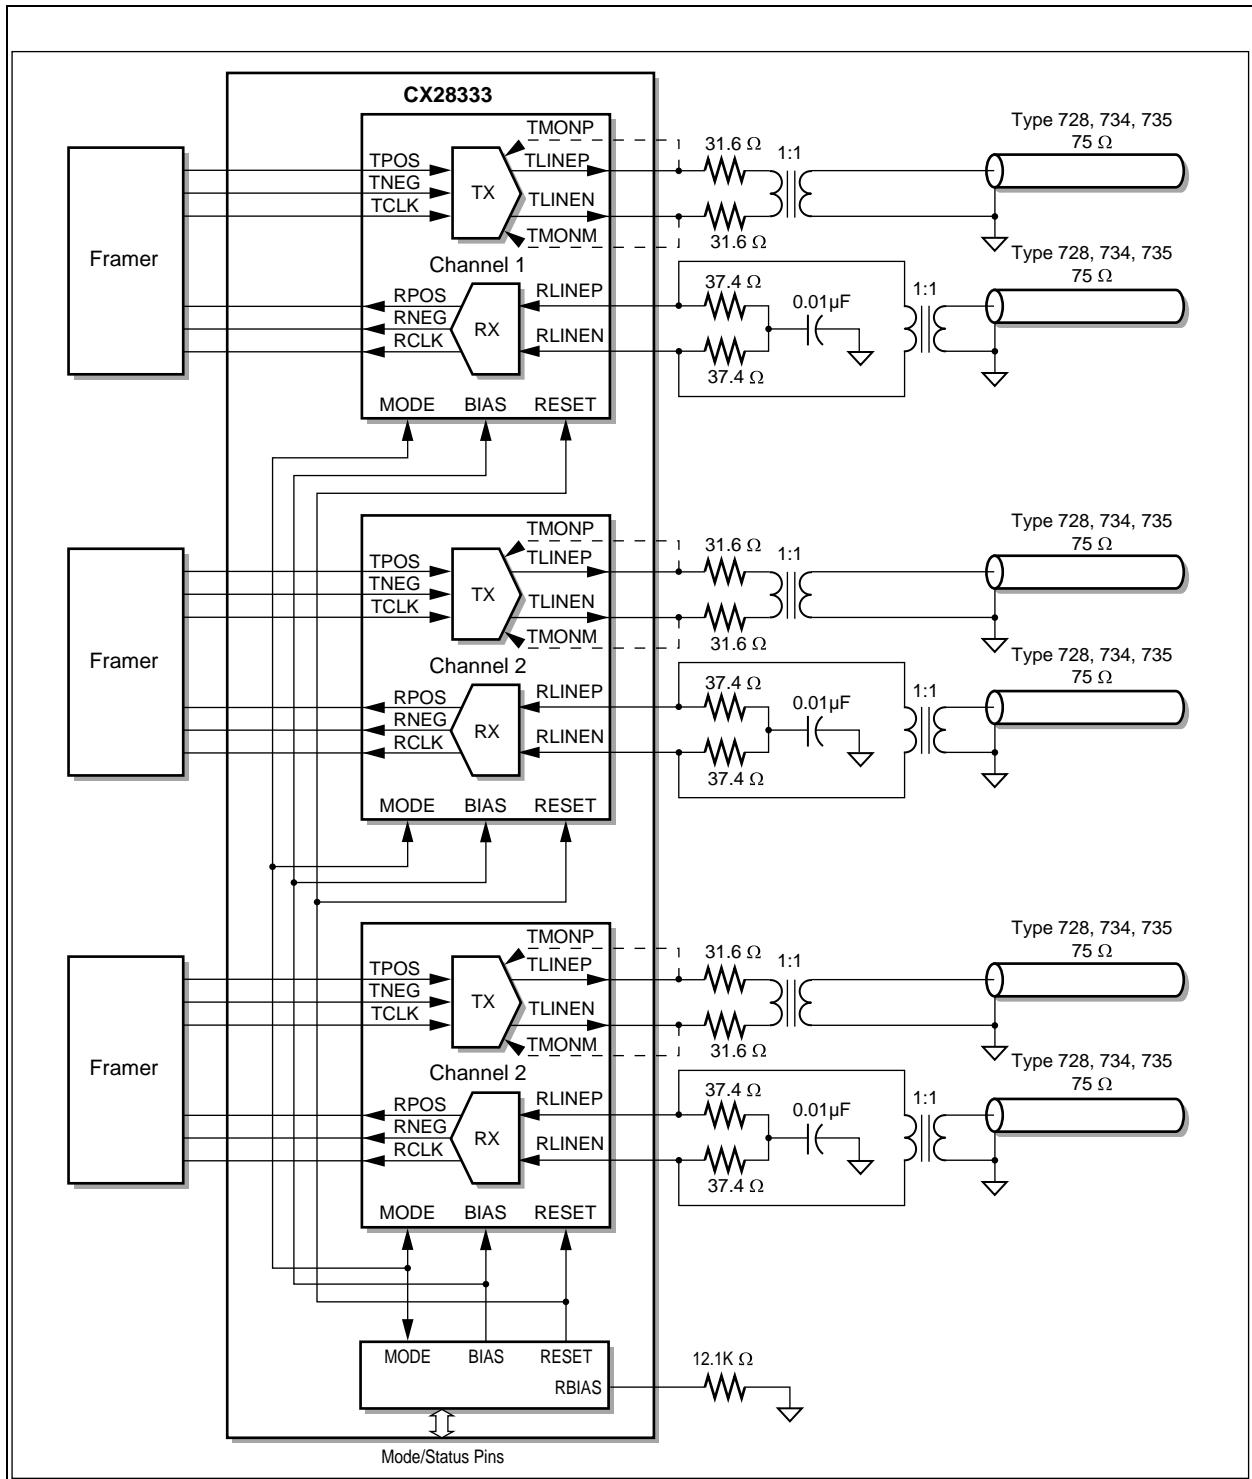 CX28333
TMONP
31.6 Ω
1:1
Type 728, 734, 735
75 Ω
TPOS
TLINEP
TNEG
TX
TCLK
TLINEN
TMONM
31.6 Ω
Framer
Channel 1
Type 728, 734, 735
75 Ω
RPOS
RLINEP
37.4 Ω
0.01µF
1:1
RNEG
RX
RCLK
RLINEN
37.4 Ω
MODE BIAS RESET
TMONP
31.6 Ω
1:1
Type 728, 734, 735
75 Ω
TPOS
TLINEP
TNEG
TX
TCLK
TLINEN
TMONM
31.6 Ω
Framer
Channel 2
Type 728, 734, 735
75 Ω
RPOS
RLINEP
37.4 Ω
0.01µF
1:1
RNEG
RX
RCLK
RLINEN
37.4 Ω
MODE BIAS RESET
TMONP
31.6 Ω
1:1
Type 728, 734, 735
75 Ω
TPOS
TLINEP
TNEG
TX
TCLK
TLINEN
TMONM
31.6 Ω
Framer
Channel 2
Type 728, 734, 735
75 Ω
RPOS
RLINEP
37.4 Ω
0.01µF
1:1
RNEG
RX
RCLK
RLINEN
37.4 Ω
MODE BIAS RESET
MODE BIAS RESET
RBIAS
12.1K Ω
Mode/Status Pins